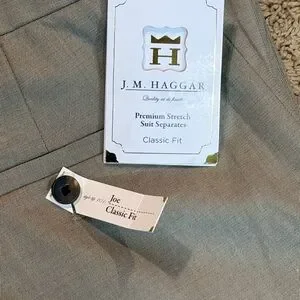 H
J. M. HAGGAR
Quality at its finest
Premium Stretch
Suit Separates
Classic Fit
Joe
Classic Fit